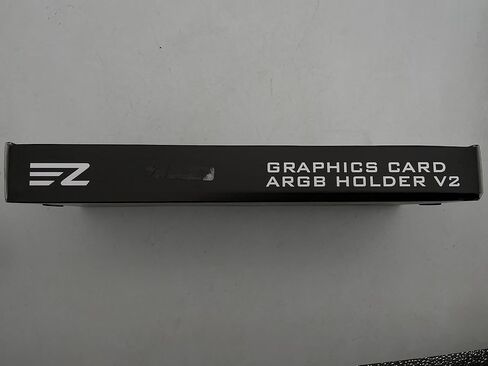 EZ
GRAPHICS CARD
ARGB HOLDER V2